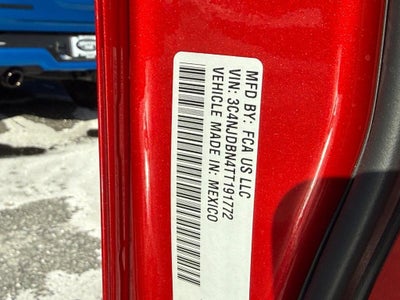 MFD BY: FCA US LLC
VIN: 3C4NJDBN4TT191772
VEHICLE MADE IN: MEXICO